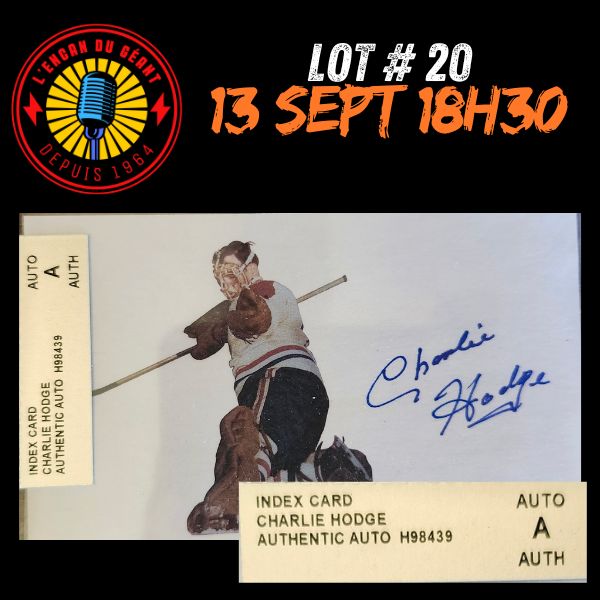 L'ENCAN DU GÉANT
DEPUIS 1964
LOT # 20
13 SEPT 18H30
INDEX CARD
CHARLIE HODGE
AUTHENTIC AUTO H98439
AUTO
A
AUTH
Charlie
Hodge
INDEX CARD
CHARLIE HODGE
AUTHENTIC AUTO H98439
AUTO
A
AUTH